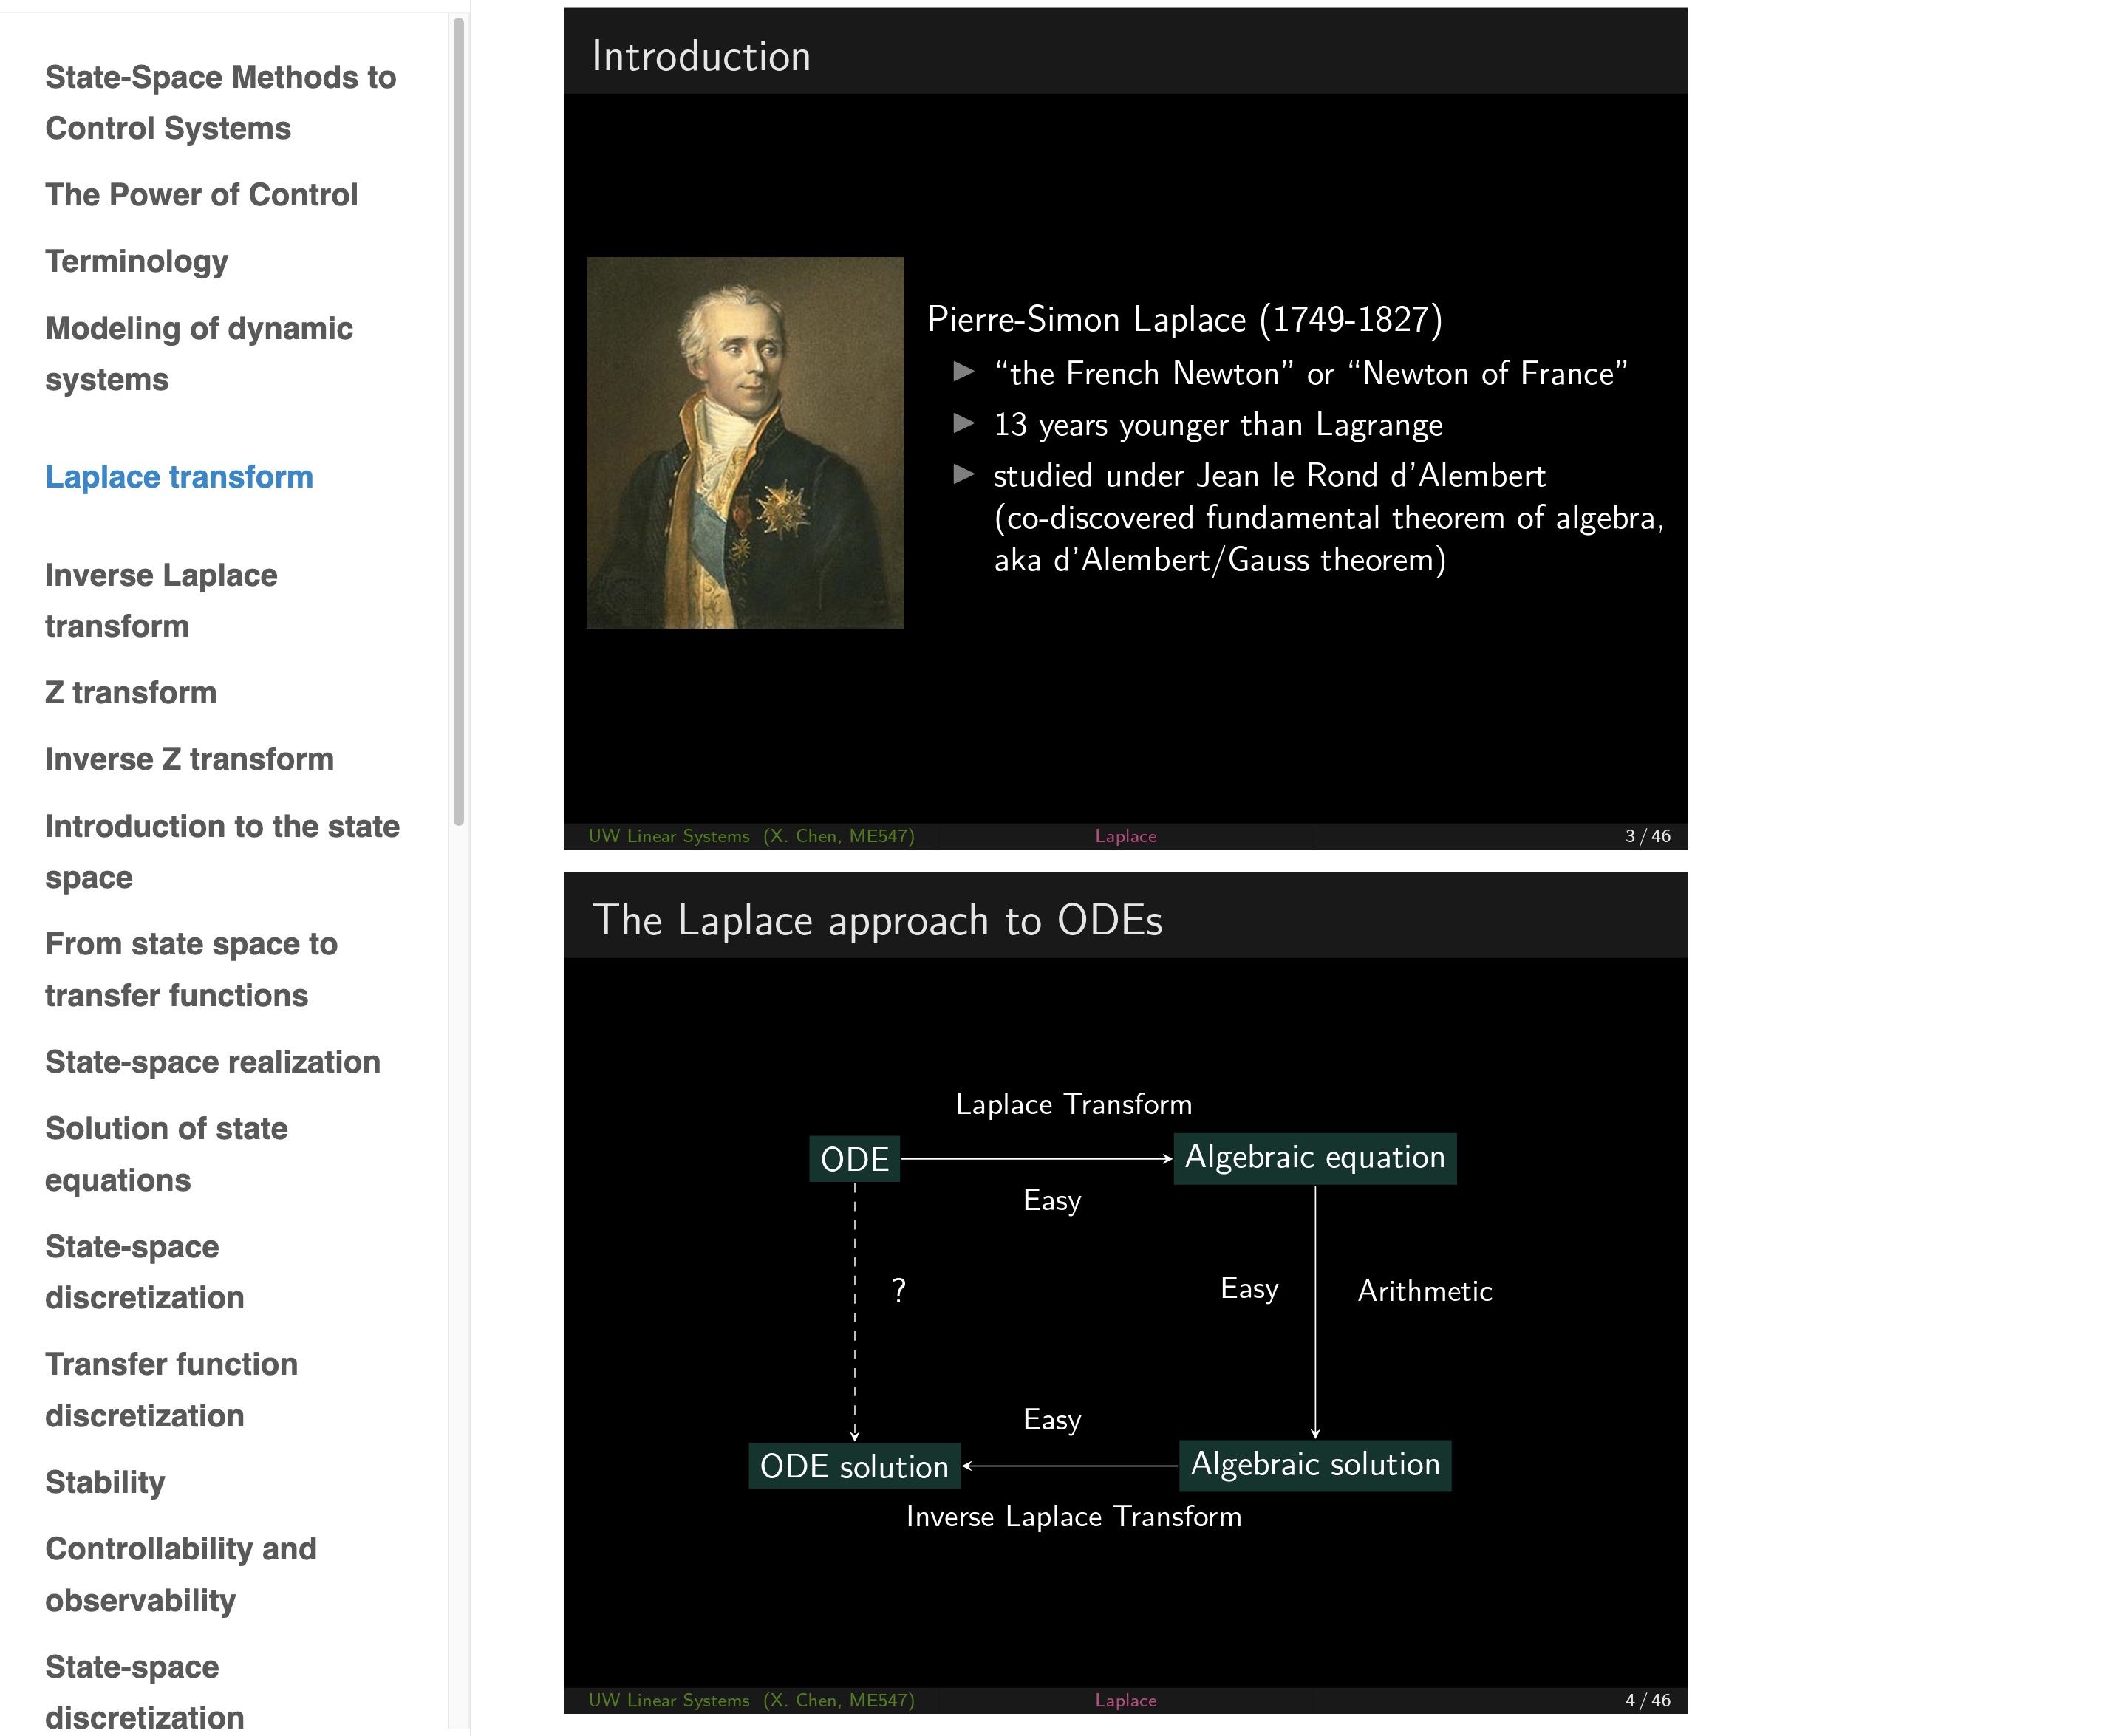 State-Space Methods to
Control Systems
The Power of Control
Terminology
Modeling of dynamic
systems
Laplace transform
Inverse Laplace
transform
Z transform
Inverse Z transform
Introduction to the state
space
From state space to
transfer functions
State-space realization
Solution of state
equations
State-space
discretization
Transfer function
discretization
Stability
Controllability and
observability
State-space
discretization
Introduction
Pierre-Simon Laplace (1749-1827)
▶ “the French Newton” or “Newton of France”
▶ 13 years younger than Lagrange
▶ studied under Jean le Rond d’Alembert
(co-discovered fundamental theorem of algebra,
aka d’Alembert/Gauss theorem)
UW Linear Systems (X. Chen, ME547) Laplace 3 / 46
The Laplace approach to ODEs
Laplace Transform
ODE Algebraic equation
Easy
? Easy Arithmetic
Easy
ODE solution Algebraic solution
Inverse Laplace Transform
UW Linear Systems (X. Chen, ME547) Laplace 4 / 46